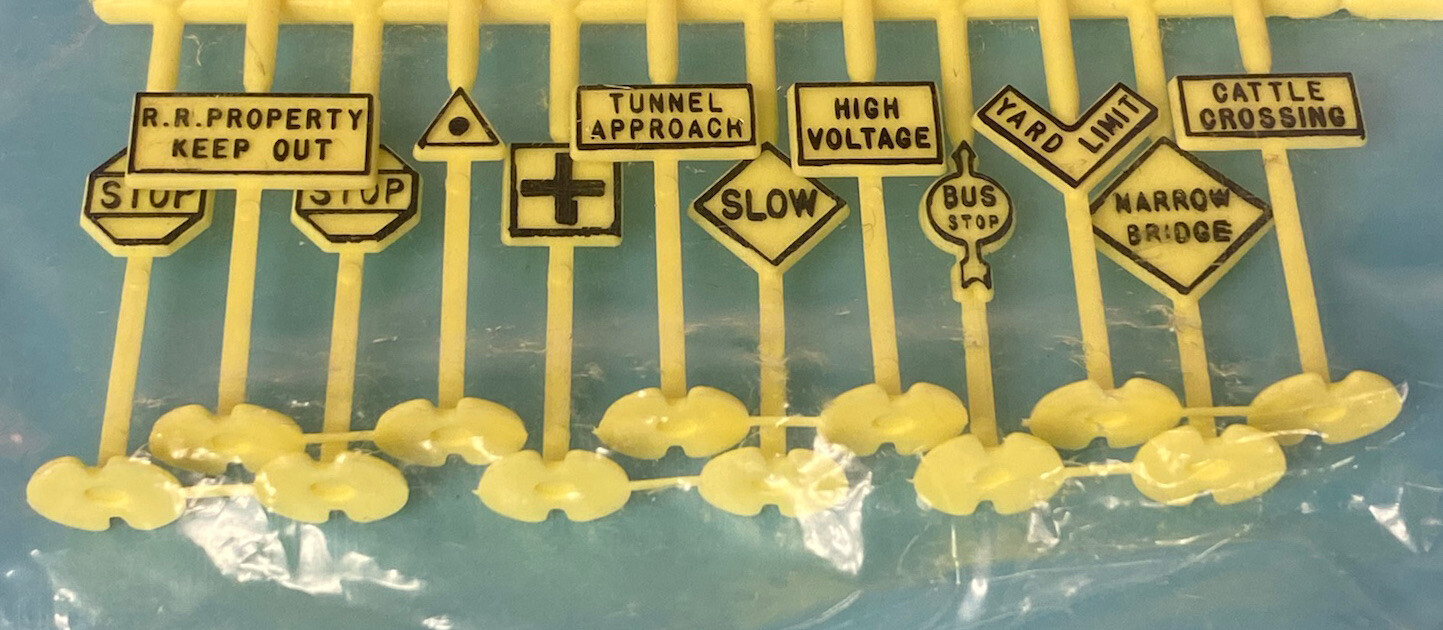 R.R.PROPERTY
KEEP OUT
STOP
STOP
TUNNEL
APPROACH
SLOW
HIGH
VOLTAGE
BUS
STOP
YARD LIMIT
NARROW
BRIDGE
CATTLE
CROSSING